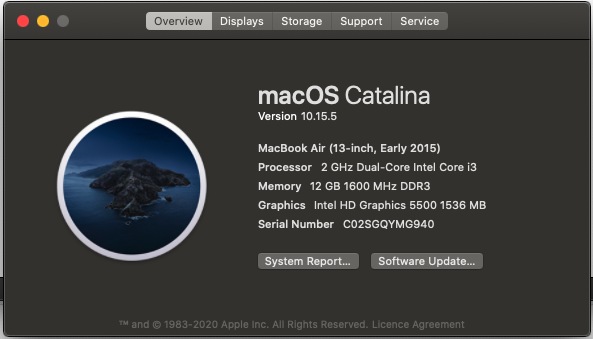 Overview Displays Storage Support Service
macOS Catalina
Version 10.15.5
MacBook Air (13-inch, Early 2015)
Processor 2 GHz Dual-Core Intel Core i3
Memory 12 GB 1600 MHz DDR3
Graphics Intel HD Graphics 5500 1536 MB
Serial Number C02SGQYMG940
System Report... Software Update...
™ and © 1983-2020 Apple Inc. All Rights Reserved. Licence Agreement